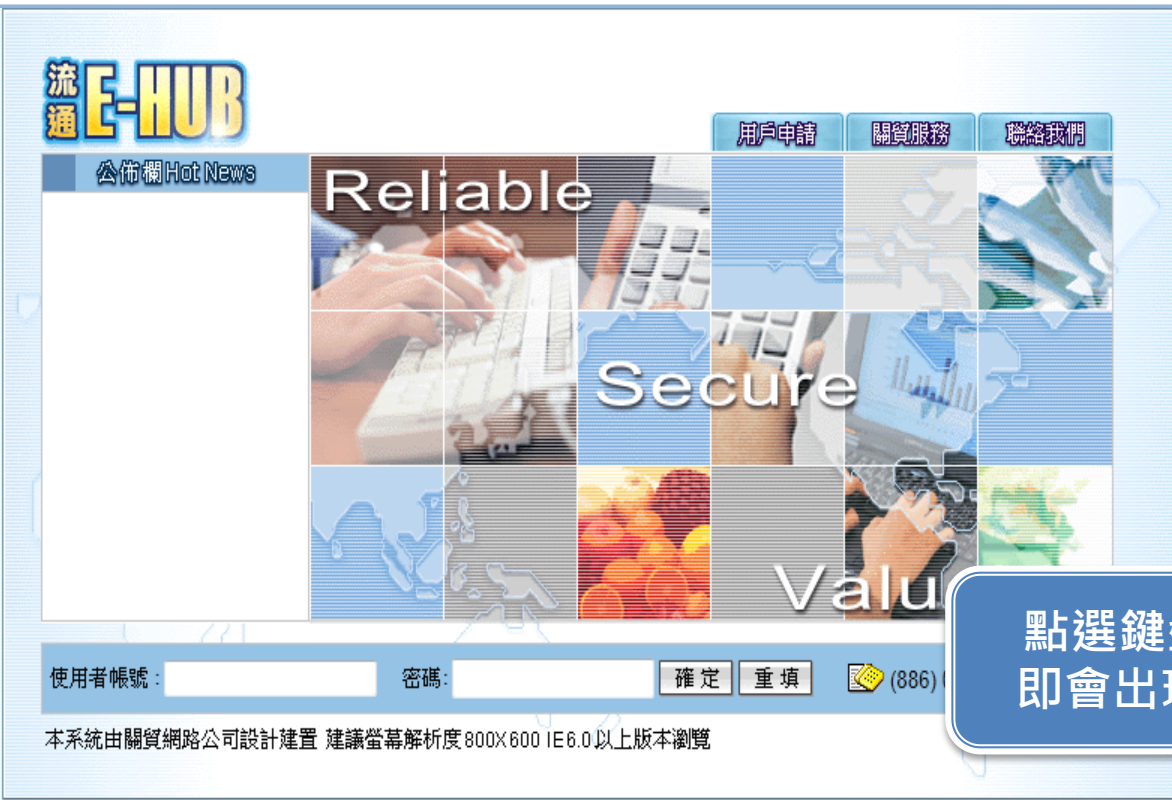 流通 E-HUB
用戶申請 關貿服務 聯絡我們
公佈欄 Hot News
Reliable
Secure
Valu
點選鍵
即會出現
使用者帳號: 密碼: 確定 重填 (886)
本系統由關貿網路公司設計建置 建議螢幕解析度800X600 IE6.0以上版本瀏覽